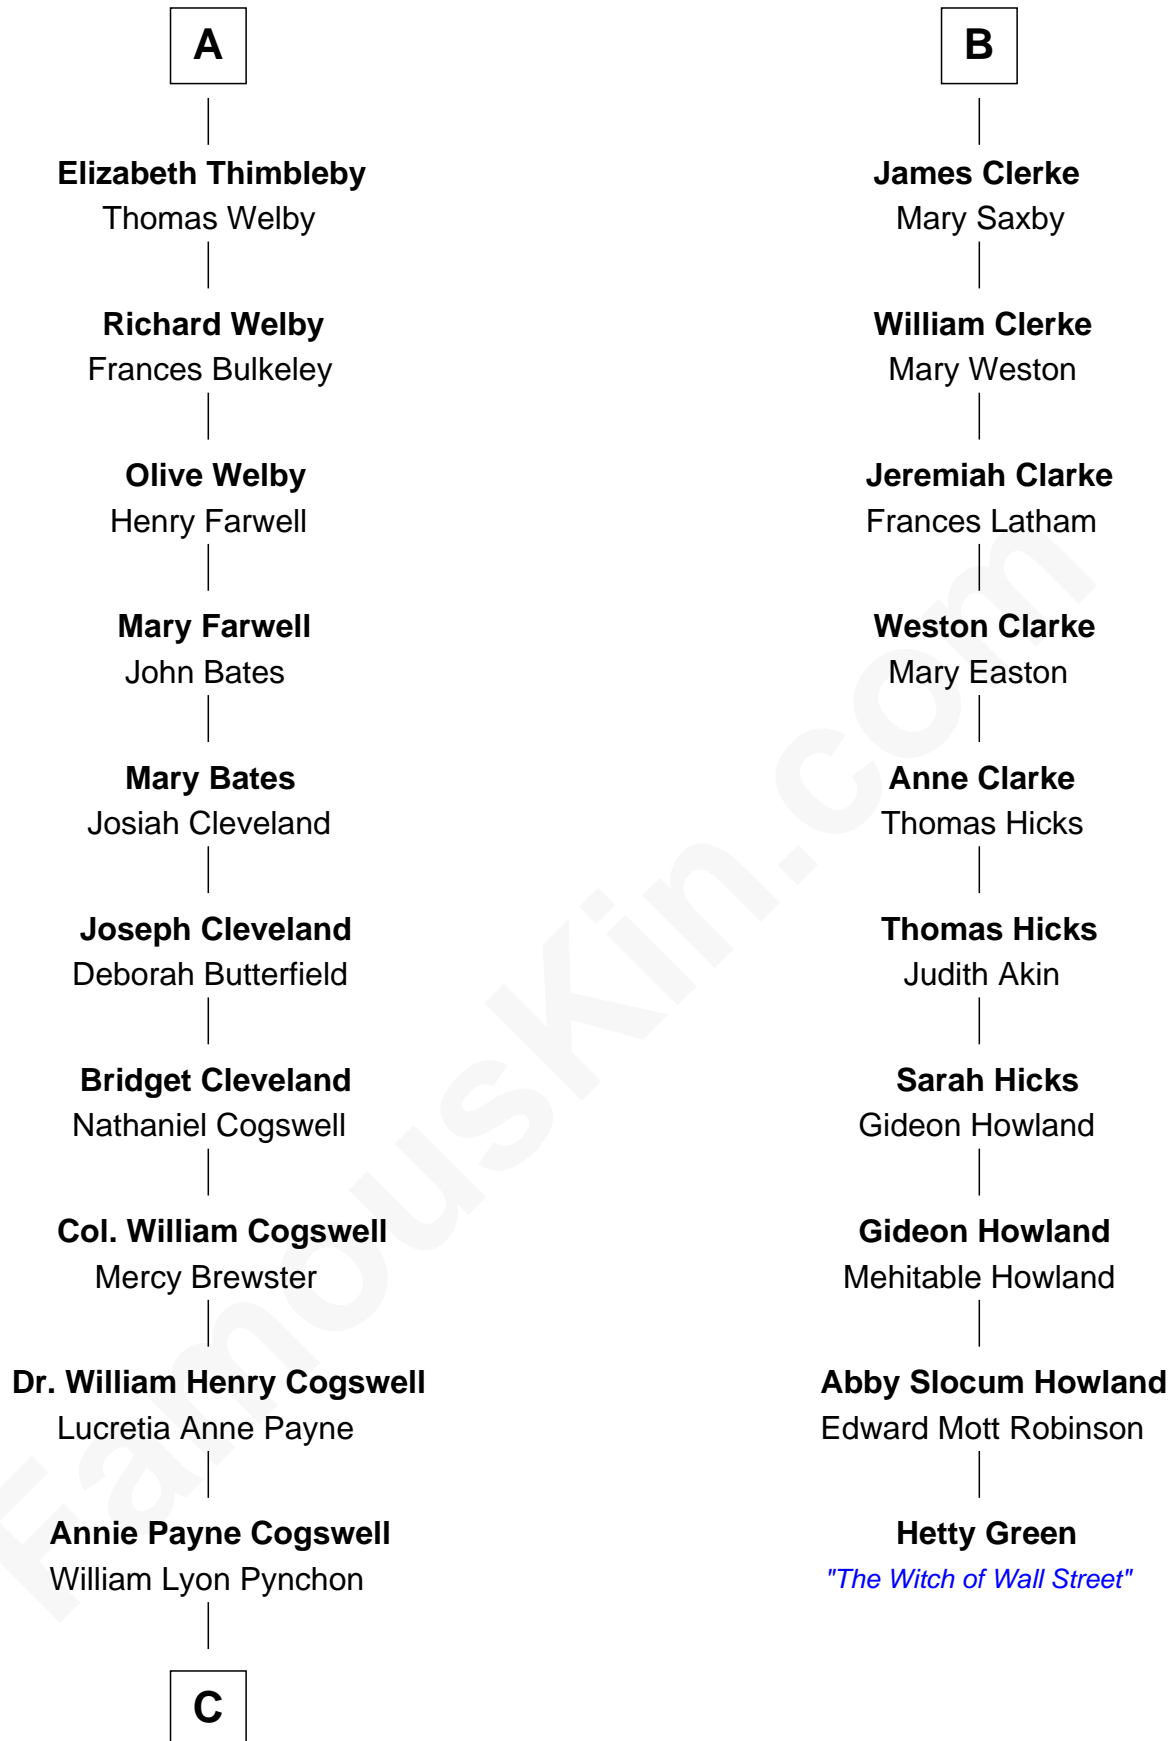 A
Elizabeth Thimbleby
Thomas Welby
Richard Welby
Frances Bulkeley
Olive Welby
Henry Farwell
Mary Farwell
John Bates
Mary Bates
Josiah Cleveland
Joseph Cleveland
Deborah Butterfield
Bridget Cleveland
Nathaniel Cogswell
Col. William Cogswell
Mercy Brewster
Dr. William Henry Cogswell
Lucretia Anne Payne
Annie Payne Cogswell
William Lyon Pynchon
C
B
James Clerke
Mary Saxby
William Clerke
Mary Weston
Jeremiah Clarke
Frances Latham
Weston Clarke
Mary Easton
Anne Clarke
Thomas Hicks
Thomas Hicks
Judith Akin
Sarah Hicks
Gideon Howland
Gideon Howland
Mehitable Howland
Abby Slocum Howland
Edward Mott Robinson
Hetty Green
"The Witch of Wall Street"
FamousKin.com